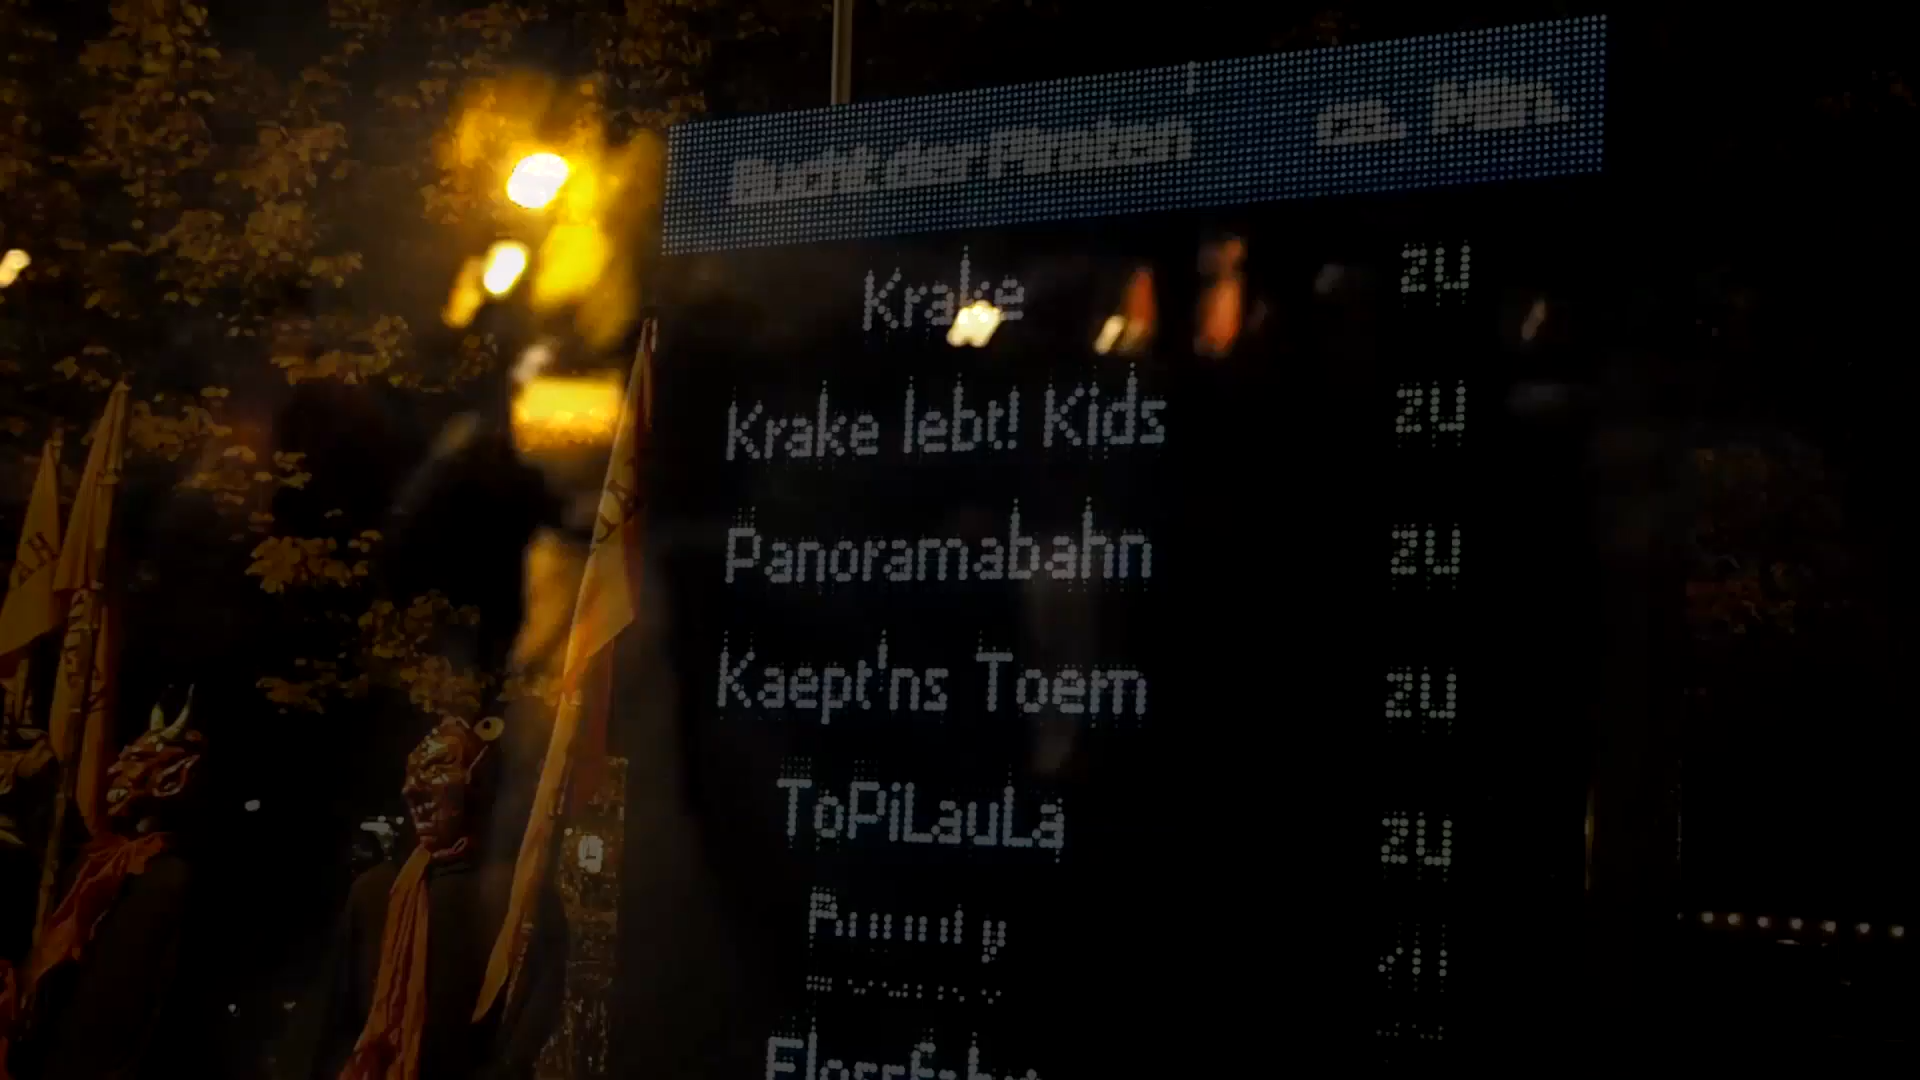 Bucht der Piraten ca. Min.
Krake zu
Krake lebt! Kids zu
Panoramabahn zu
Kaept'ns Toern zu
ToPiLauLa zu